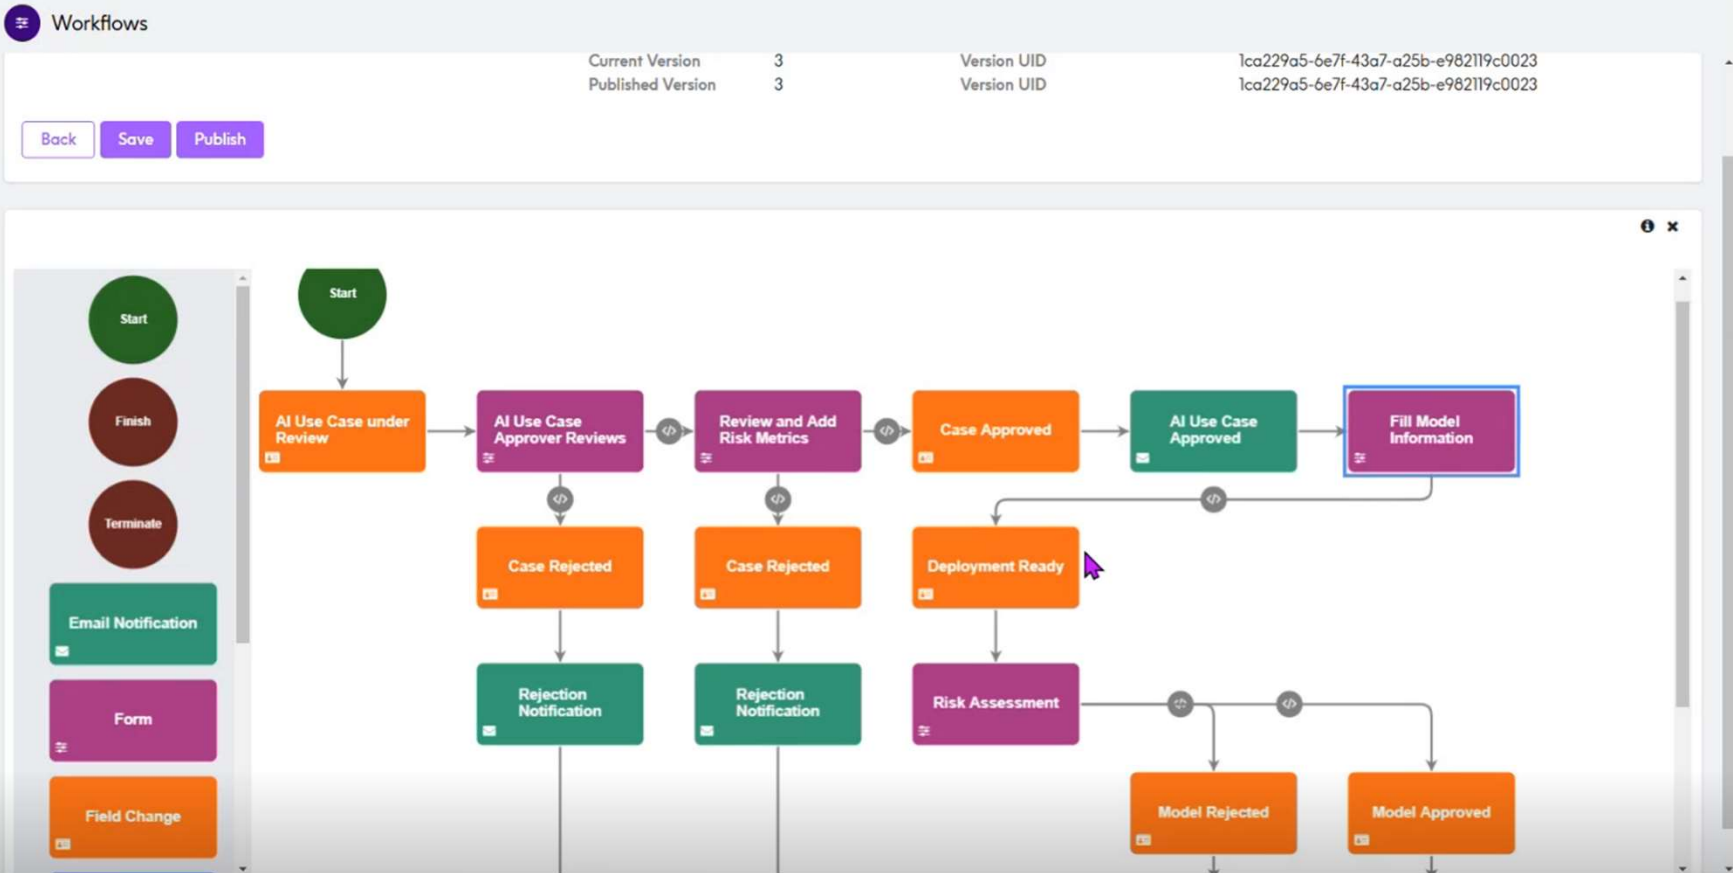 Workflows
Current Version 3 Version UID 1ca229a5-6e7f-43a7-a25b-e982119c0023
Published Version 3 Version UID 1ca229a5-6e7f-43a7-a25b-e982119c0023
Back Save Publish
Start
Finish
Terminate
Email Notification
Form
Field Change
Start
AI Use Case under
Review
AI Use Case
Approver Reviews
Review and Add
Risk Metrics
Case Approved
AI Use Case
Approved
Fill Model
Information
Case Rejected
Case Rejected
Deployment Ready
Rejection
Notification
Rejection
Notification
Risk Assessment
Model Rejected
Model Approved